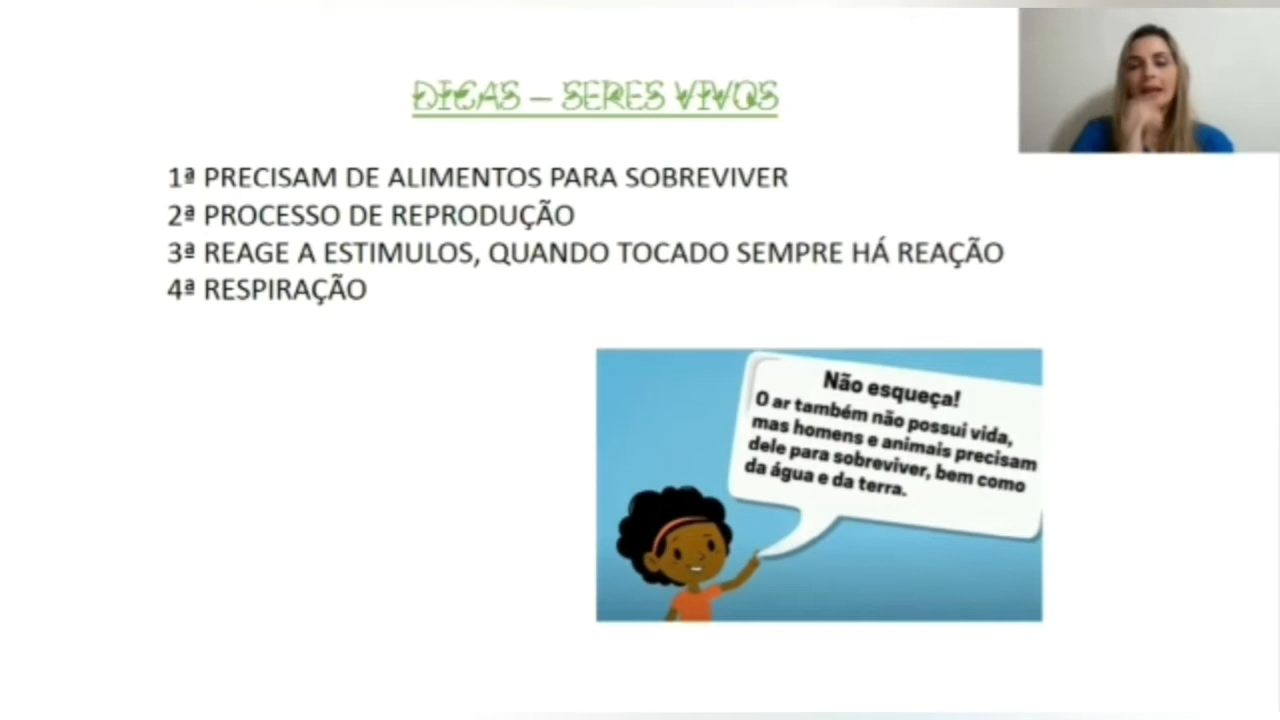 DICAS – SERES VIVOS
1ª PRECISAM DE ALIMENTOS PARA SOBREVIVER
2ª PROCESSO DE REPRODUÇÃO
3ª REAGE A ESTIMULOS, QUANDO TOCADO SEMPRE HÁ REAÇÃO
4ª RESPIRAÇÃO
Não esqueça!
O ar também não possui vida,
mas homens e animais precisam
dele para sobreviver, bem como
da água e da terra.